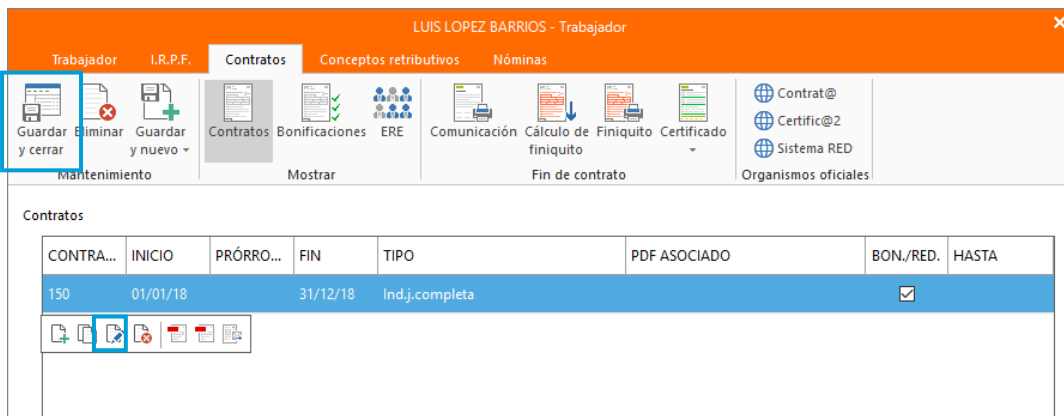 LUIS LOPEZ BARRIOS - Trabajador
Trabajador I.R.P.F. Contratos Conceptos retributivos Nóminas
Guardar y cerrar
Eliminar
Guardar y nuevo
Mantenimiento
Contratos
Bonificaciones
ERE
Mostrar
Comunicación
Cálculo de finiquito
Finiquito
Certificado
Fin de contrato
Contrat@
Certific@2
Sistema RED
Organismos oficiales
Contratos
CONTRA... INICIO PRÓRRO... FIN TIPO PDF ASOCIADO BON./RED. HASTA
150 01/01/18 31/12/18 Ind.j.completa